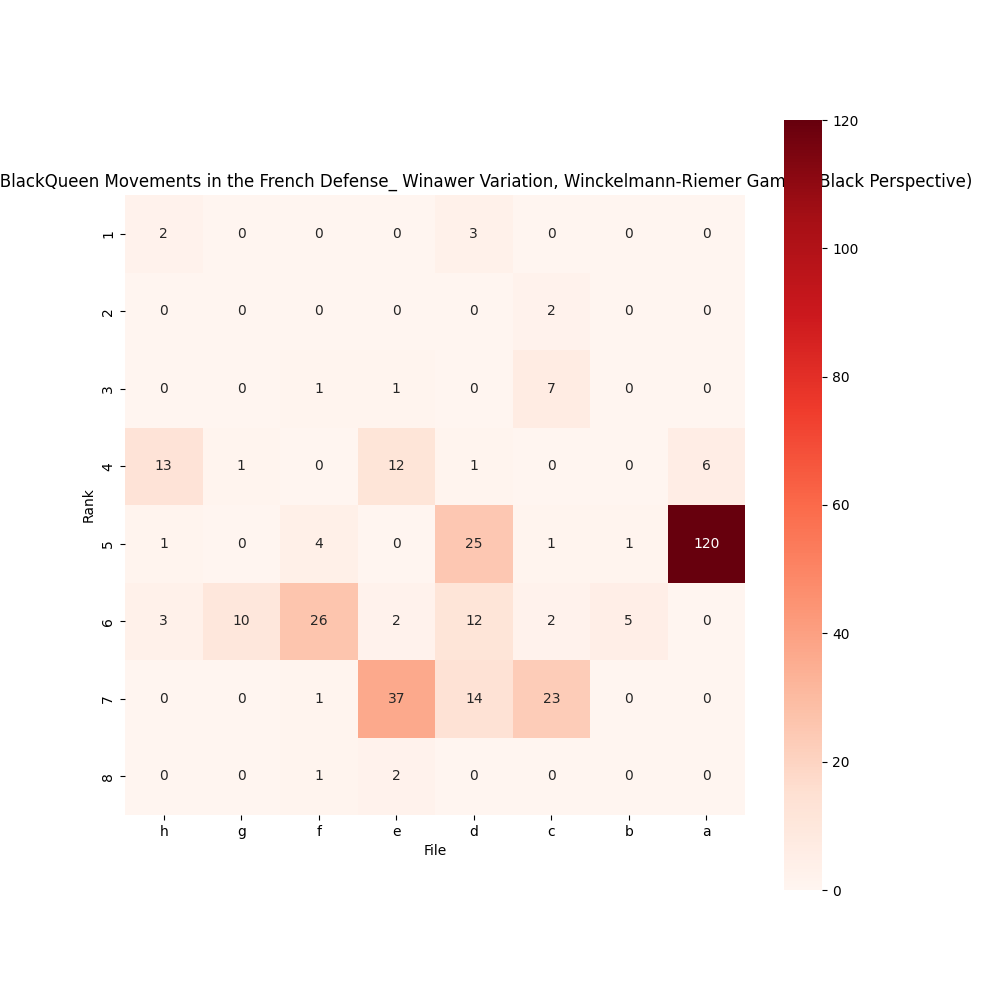 120
BlackQueen Movements in the French Defense_ Winawer Variation, Winckelmann-Riemer Gam Black Perspective)
100
1 2 0 0 0 3 0 0 0
2 0 0 0 0 0 2 0 0
80
3 0 0 1 1 0 7 0 0
4 13 1 0 12 1 0 0 6
60
Rank
5 1 0 4 0 25 1 1 120
40
6 3 10 26 2 12 2 5 0
7 0 0 1 37 14 23 0 0
20
8 0 0 1 2 0 0 0 0
h g f e d c b a
File
0